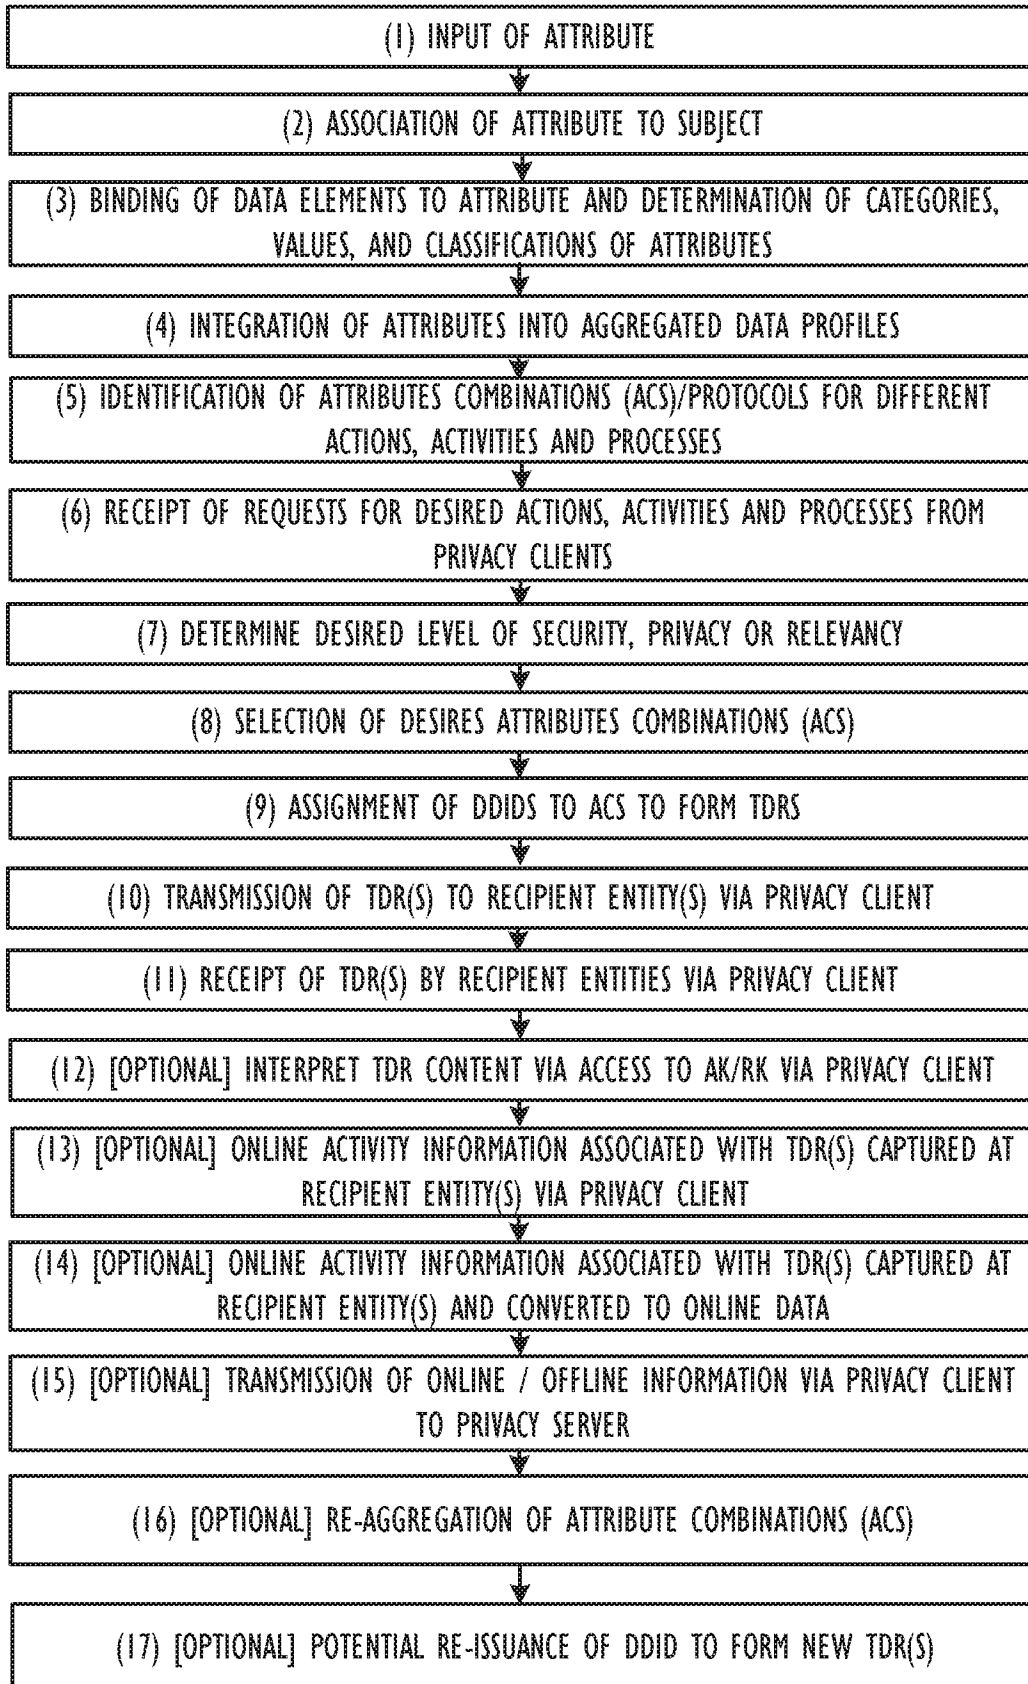 (1) INPUT OF ATTRIBUTE
(2) ASSOCIATION OF ATTRIBUTE TO SUBJECT
(3) BINDING OF DATA ELEMENTS TO ATTRIBUTE AND DETERMINATION OF CATEGORIES,
VALUES, AND CLASSIFICATIONS OF ATTRIBUTES
(4) INTEGRATION OF ATTRIBUTES INTO AGGREGATED DATA PROFILES
(5) IDENTIFICATION OF ATTRIBUTES COMBINATIONS (ACS)/PROTOCOLS FOR DIFFERENT
ACTIONS, ACTIVITIES AND PROCESSES
(6) RECEIPT OF REQUESTS FOR DESIRED ACTIONS, ACTIVITIES AND PROCESSES FROM
PRIVACY CLIENTS
(7) DETERMINE DESIRED LEVEL OF SECURITY, PRIVACY OR RELEVANCY
(8) SELECTION OF DESIRES ATTRIBUTES COMBINATIONS (ACS)
(9) ASSIGNMENT OF DDIDS TO ACS TO FORM TDRS
(10) TRANSMISSION OF TDR(S) TO RECIPIENT ENTITY(S) VIA PRIVACY CLIENT
(11) RECEIPT OF TDR(S) BY RECIPIENT ENTITIES VIA PRIVACY CLIENT
(12) [OPTIONAL] INTERPRET TDR CONTENT VIA ACCESS TO AK/RK VIA PRIVACY CLIENT
(13) [OPTIONAL] ONLINE ACTIVITY INFORMATION ASSOCIATED WITH TDR(S) CAPTURED AT
RECIPIENT ENTITY(S) VIA PRIVACY CLIENT
(14) [OPTIONAL] ONLINE ACTIVITY INFORMATION ASSOCIATED WITH TDR(S) CAPTURED AT
RECIPIENT ENTITY(S) AND CONVERTED TO ONLINE DATA
(15) [OPTIONAL] TRANSMISSION OF ONLINE / OFFLINE INFORMATION VIA PRIVACY CLIENT
TO PRIVACY SERVER
(16) [OPTIONAL] RE-AGGREGATION OF ATTRIBUTE COMBINATIONS (ACS)
(17) [OPTIONAL] POTENTIAL RE-ISSUANCE OF DDID TO FORM NEW TDR(S)